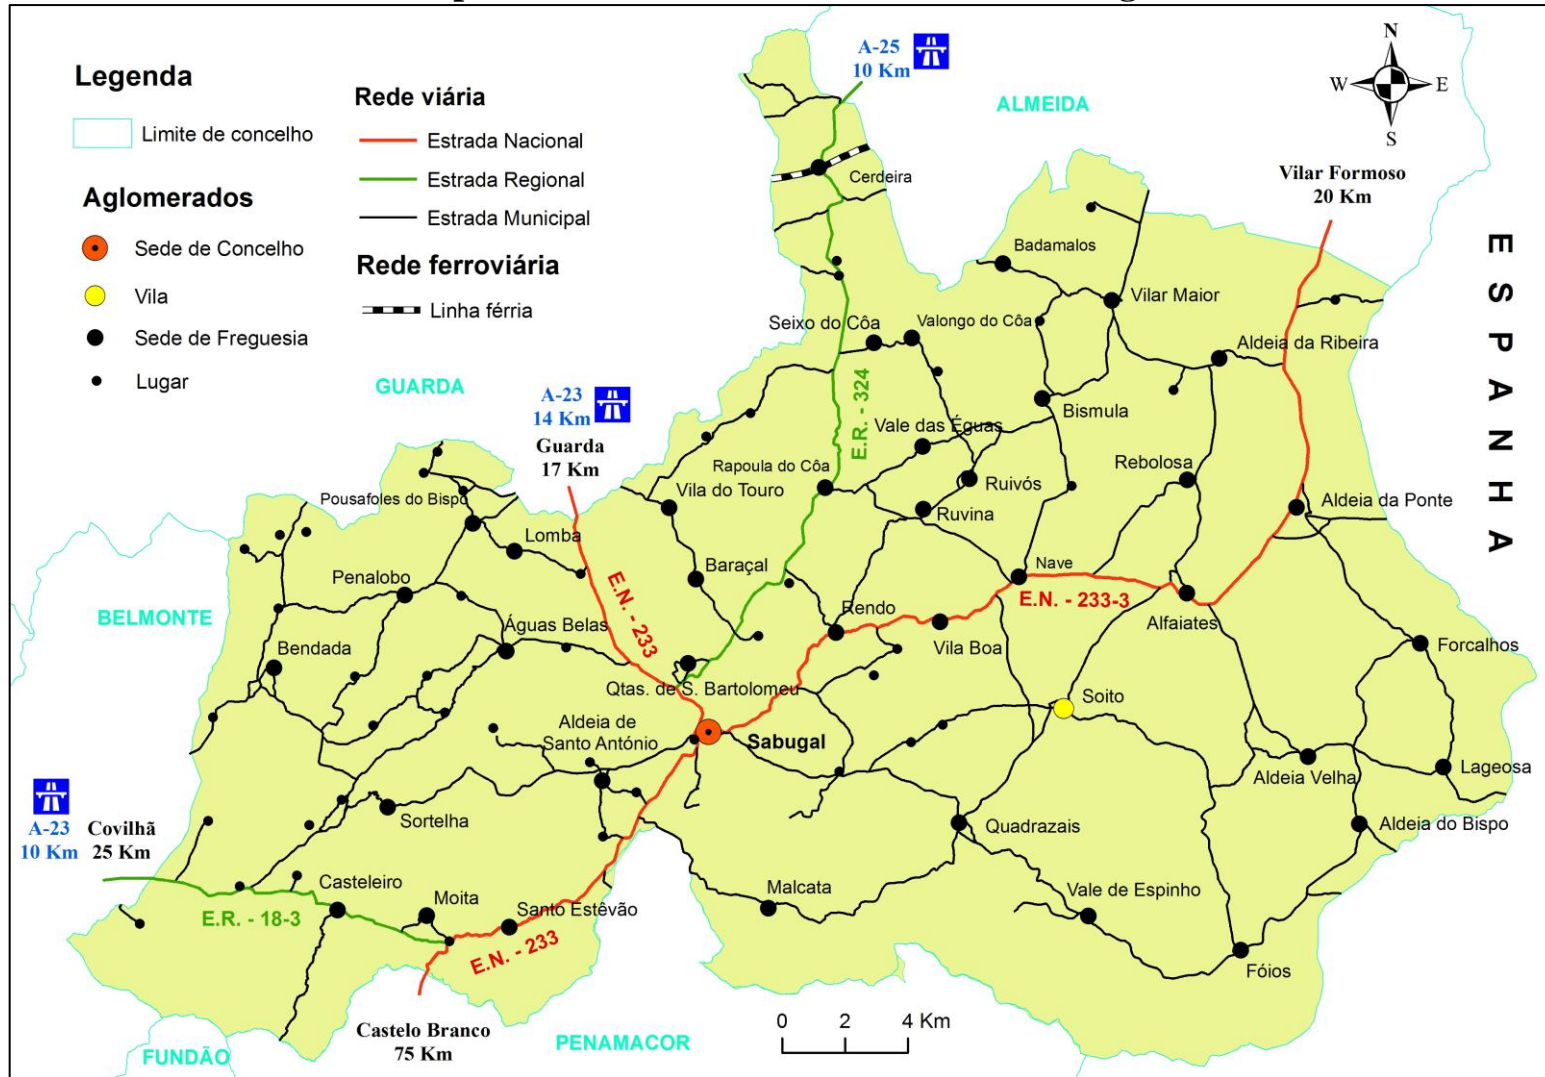 Legenda
Limite de concelho
Aglomerados
Sede de Concelho
Vila
Sede de Freguesia
Lugar
Rede viária
Estrada Nacional
Estrada Regional
Estrada Municipal
Rede ferroviária
Linha férria
A-25
10 Km
ALMEIDA
N
W
E
S
Vilar Formoso
20 Km
ESPANHA
Cerdeira
Badamalos
Vilar Maior
Seixo do Côa
Valongo do Côa
Aldeia da Ribeira
GUARDA
A-23
14 Km
Guarda
17 Km
E.R. - 324
Bismula
Vale das Éguas
Rapoula do Côa
Rebolosa
Pousafoles do Bispo
Vila do Touro
Ruivós
Ruvina
Aldeia da Ponte
Lomba
Baraçal
Nave
Penalobo
E.N. - 233
Rendo
E.N. - 233-3
BELMONTE
Águas Belas
Vila Boa
Alfaiates
Bendada
Forcalhos
Qtas. de S. Bartolomeu
Soito
Aldeia de
Santo António
Sabugal
Aldeia Velha
Lageosa
A-23
10 Km
Covilhã
25 Km
Sortelha
Quadrazais
Aldeia do Bispo
Casteleiro
Moita
Malcata
Vale de Espinho
E.R. - 18-3
Santo Estêvão
E.N. - 233
Fóios
Castelo Branco
75 Km
FUNDÃO
PENAMACOR
0 2 4 Km